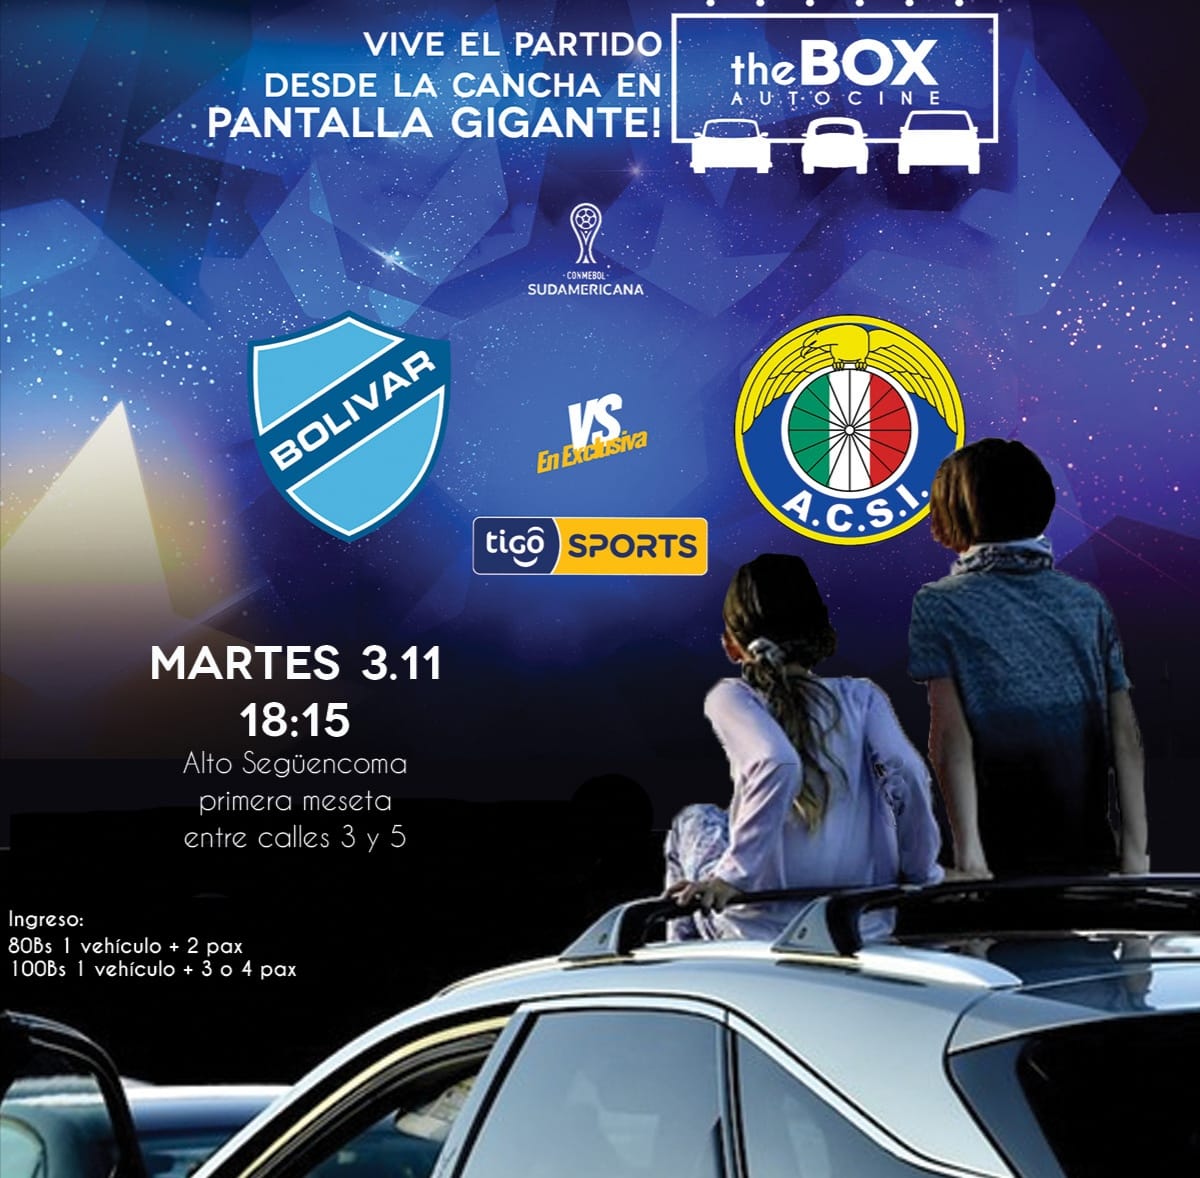 VIVE EL PARTIDO
DESDE LA CANCHA EN
PANTALLA GIGANTE!
theBOX
AUTOCINE
CONMEBOL
SUDAMERICANA
BOLIVAR
VS
En Exclusiva
A.C.S.I.
tigo SPORTS
MARTES 3.11
18:15
Alto Següencoma
primera meseta
entre calles 3 y 5
Ingreso:
80Bs 1 vehículo + 2 pax
100Bs 1 vehículo + 3 o 4 pax